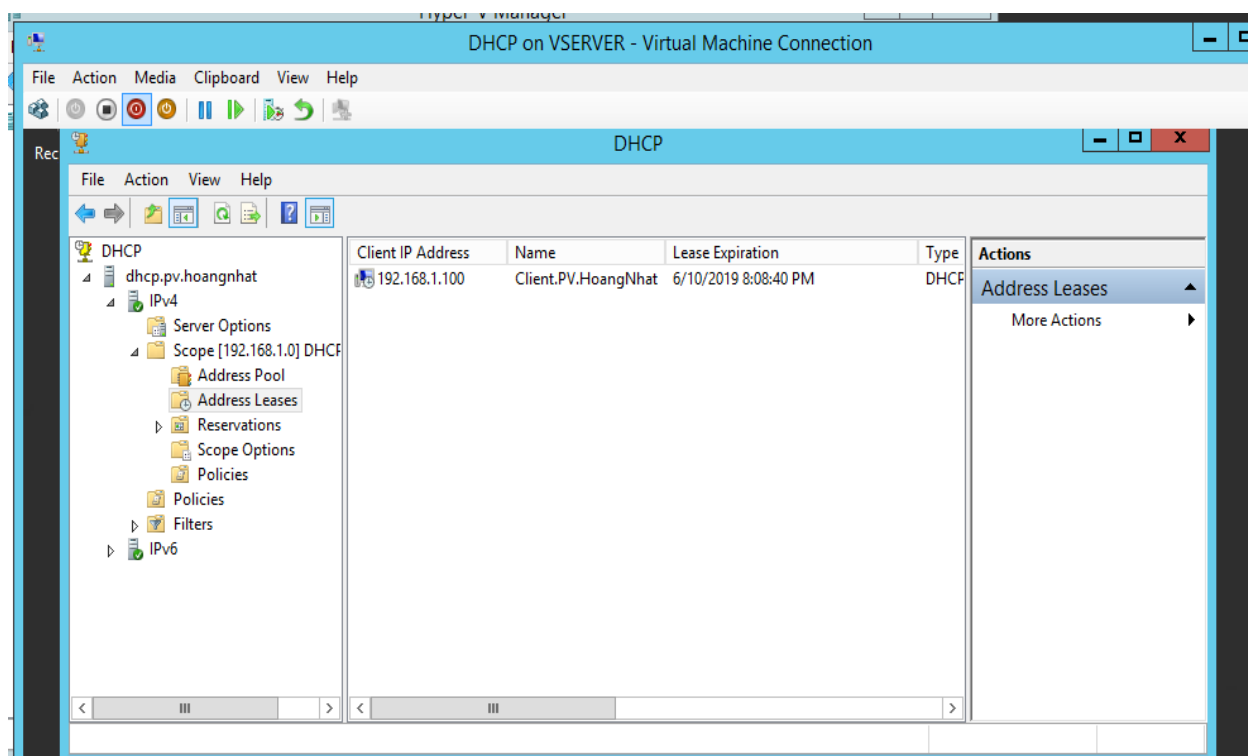 Hyper-V Manager
DHCP on VSERVER - Virtual Machine Connection
File Action Media Clipboard View Help
Rec
DHCP
File Action View Help
DHCP
dhcp.pv.hoangnhat
IPv4
Server Options
Scope [192.168.1.0] DHCP
Address Pool
Address Leases
Reservations
Scope Options
Policies
Policies
Filters
IPv6
Client IP Address Name Lease Expiration Type
192.168.1.100 Client.PV.HoangNhat 6/10/2019 8:08:40 PM DHCP
Actions
Address Leases
More Actions